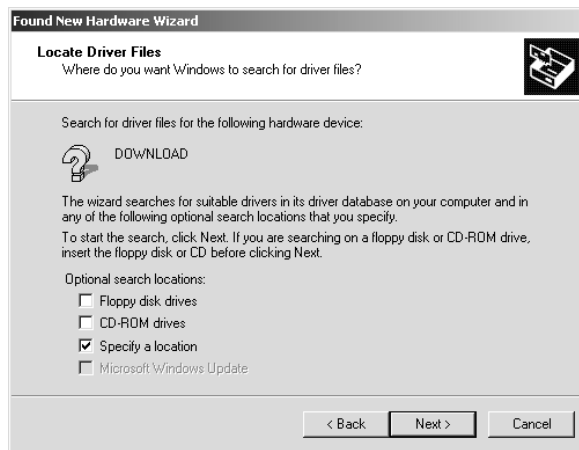 Found New Hardware Wizard
Locate Driver Files
Where do you want Windows to search for driver files?
Search for driver files for the following hardware device:
DOWNLOAD
The wizard searches for suitable drivers in its driver database on your computer and in
any of the following optional search locations that you specify.
To start the search, click Next. If you are searching on a floppy disk or CD-ROM drive,
insert the floppy disk or CD before clicking Next.
Optional search locations:
Floppy disk drives
CD-ROM drives
Specify a location
Microsoft Windows Update
< Back Next > Cancel